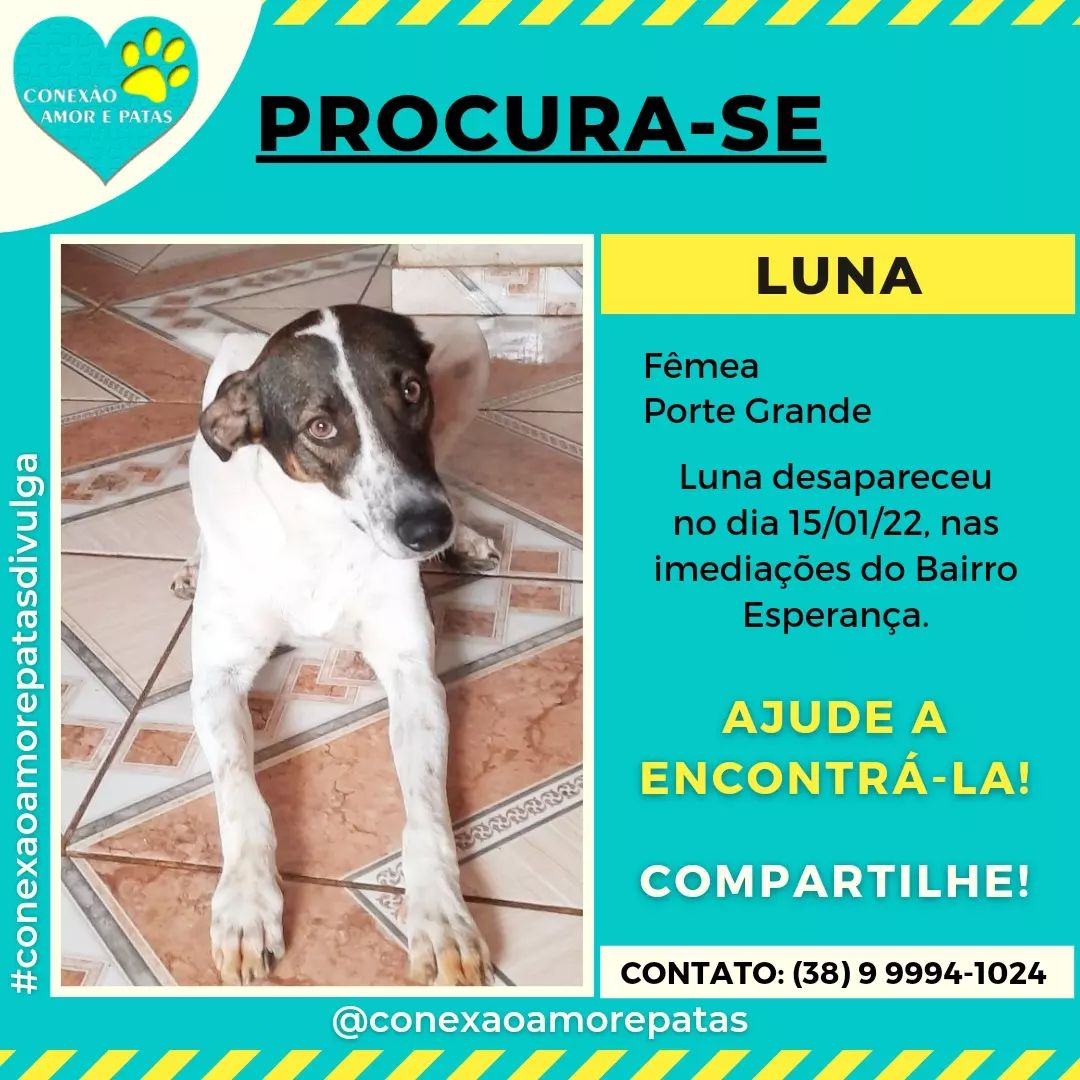 CONEXÃO
AMOR E PATAS
PROCURA-SE
LUNA
Fêmea
Porte Grande
Luna desapareceu
no dia 15/01/22, nas
imediações do Bairro
Esperança.
AJUDE A
ENCONTRÁ-LA!
COMPARTILHE!
CONTATO: (38) 9 9994-1024
#conexaoamorepatasdivulga
@conexaoamorepatas